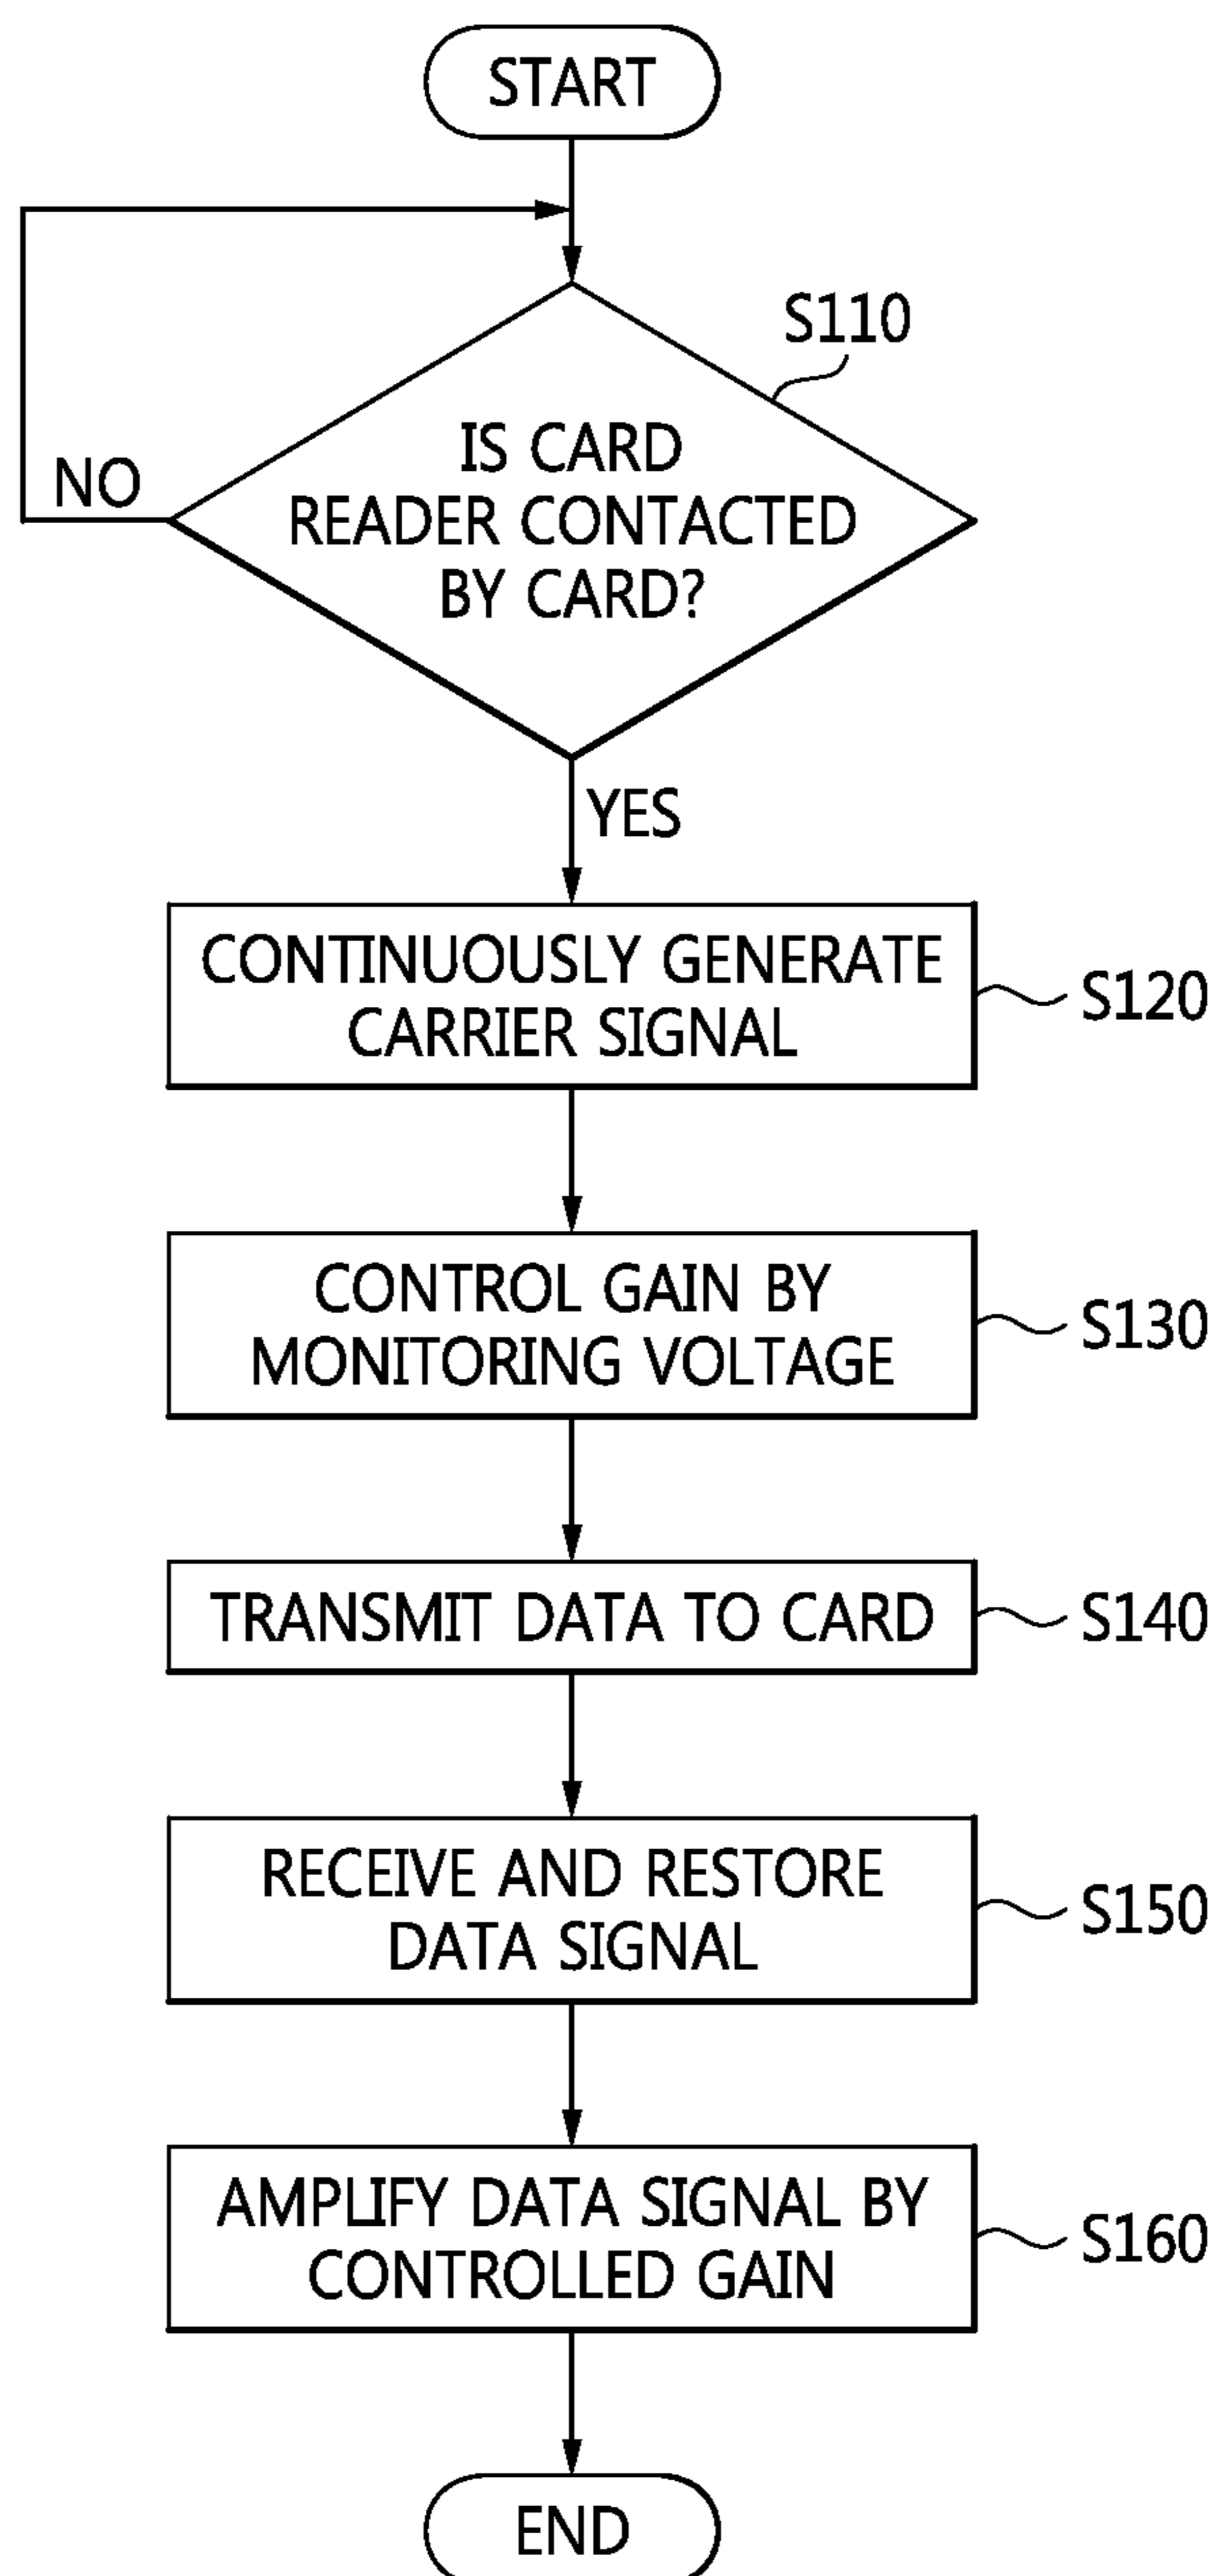 START
S110
IS CARD
READER CONTACTED
BY CARD?
NO
YES
CONTINUOUSLY GENERATE
CARRIER SIGNAL
S120
CONTROL GAIN BY
MONITORING VOLTAGE
S130
TRANSMIT DATA TO CARD
S140
RECEIVE AND RESTORE
DATA SIGNAL
S150
AMPLIFY DATA SIGNAL BY
CONTROLLED GAIN
S160
END